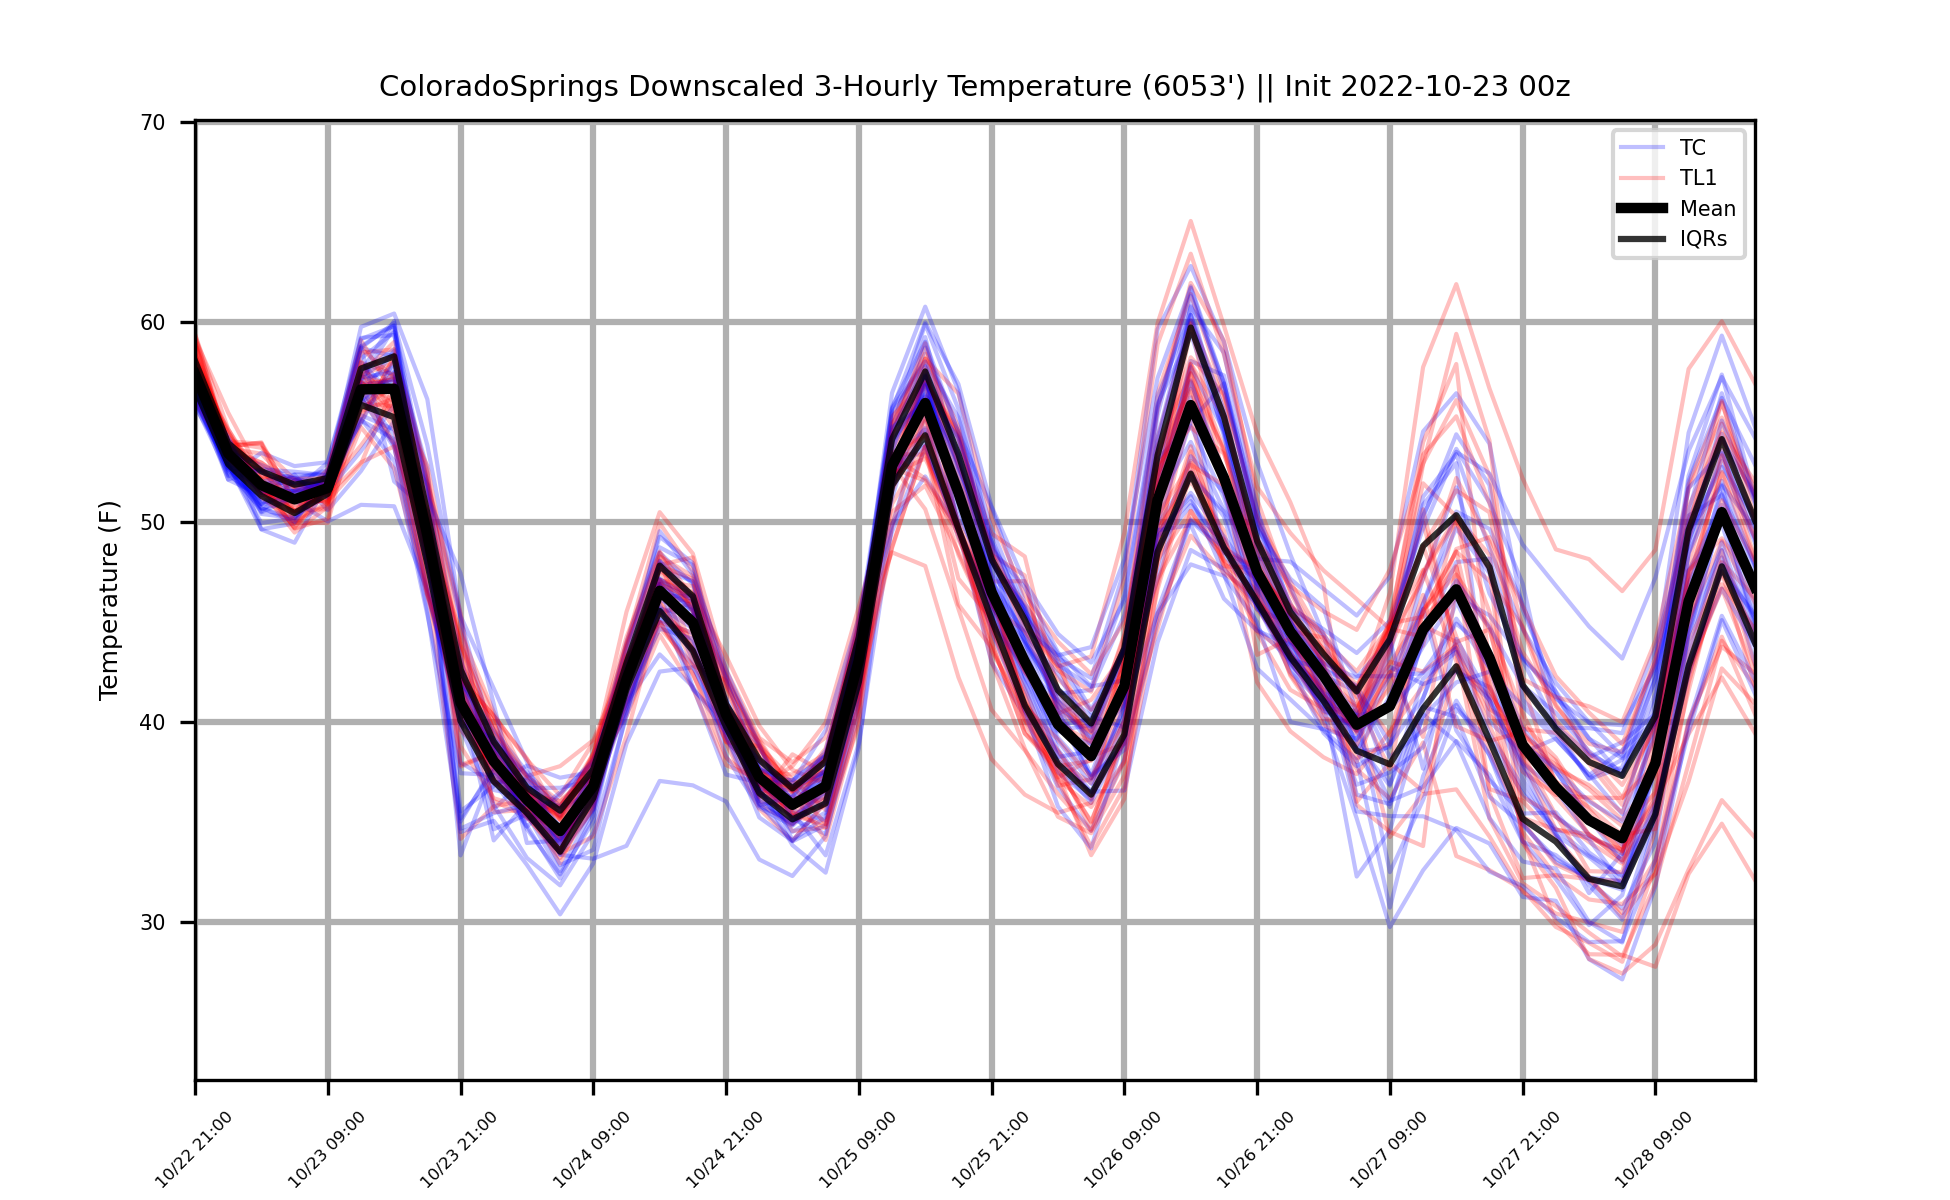 ColoradoSprings Downscaled 3-Hourly Temperature (6053') || Init 2022-10-23 00z
70
60
50
40
30
Temperature (F)
TC
TL1
Mean
IQRs
10/22 21:00
10/23 09:00
10/23 21:00
10/24 09:00
10/24 21:00
10/25 09:00
10/25 21:00
10/26 09:00
10/26 21:00
10/27 09:00
10/27 21:00
10/28 09:00